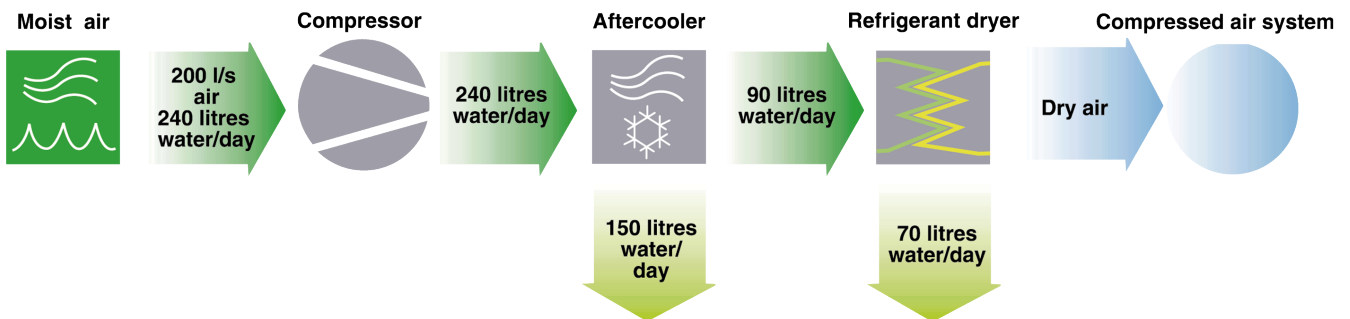 Moist air
Compressor
Aftercooler
Refrigerant dryer
Compressed air system
200 l/s
air
240 litres
water/day
240 litres
water/day
90 litres
water/day
Dry air
150 litres
water/
day
70 litres
water/day